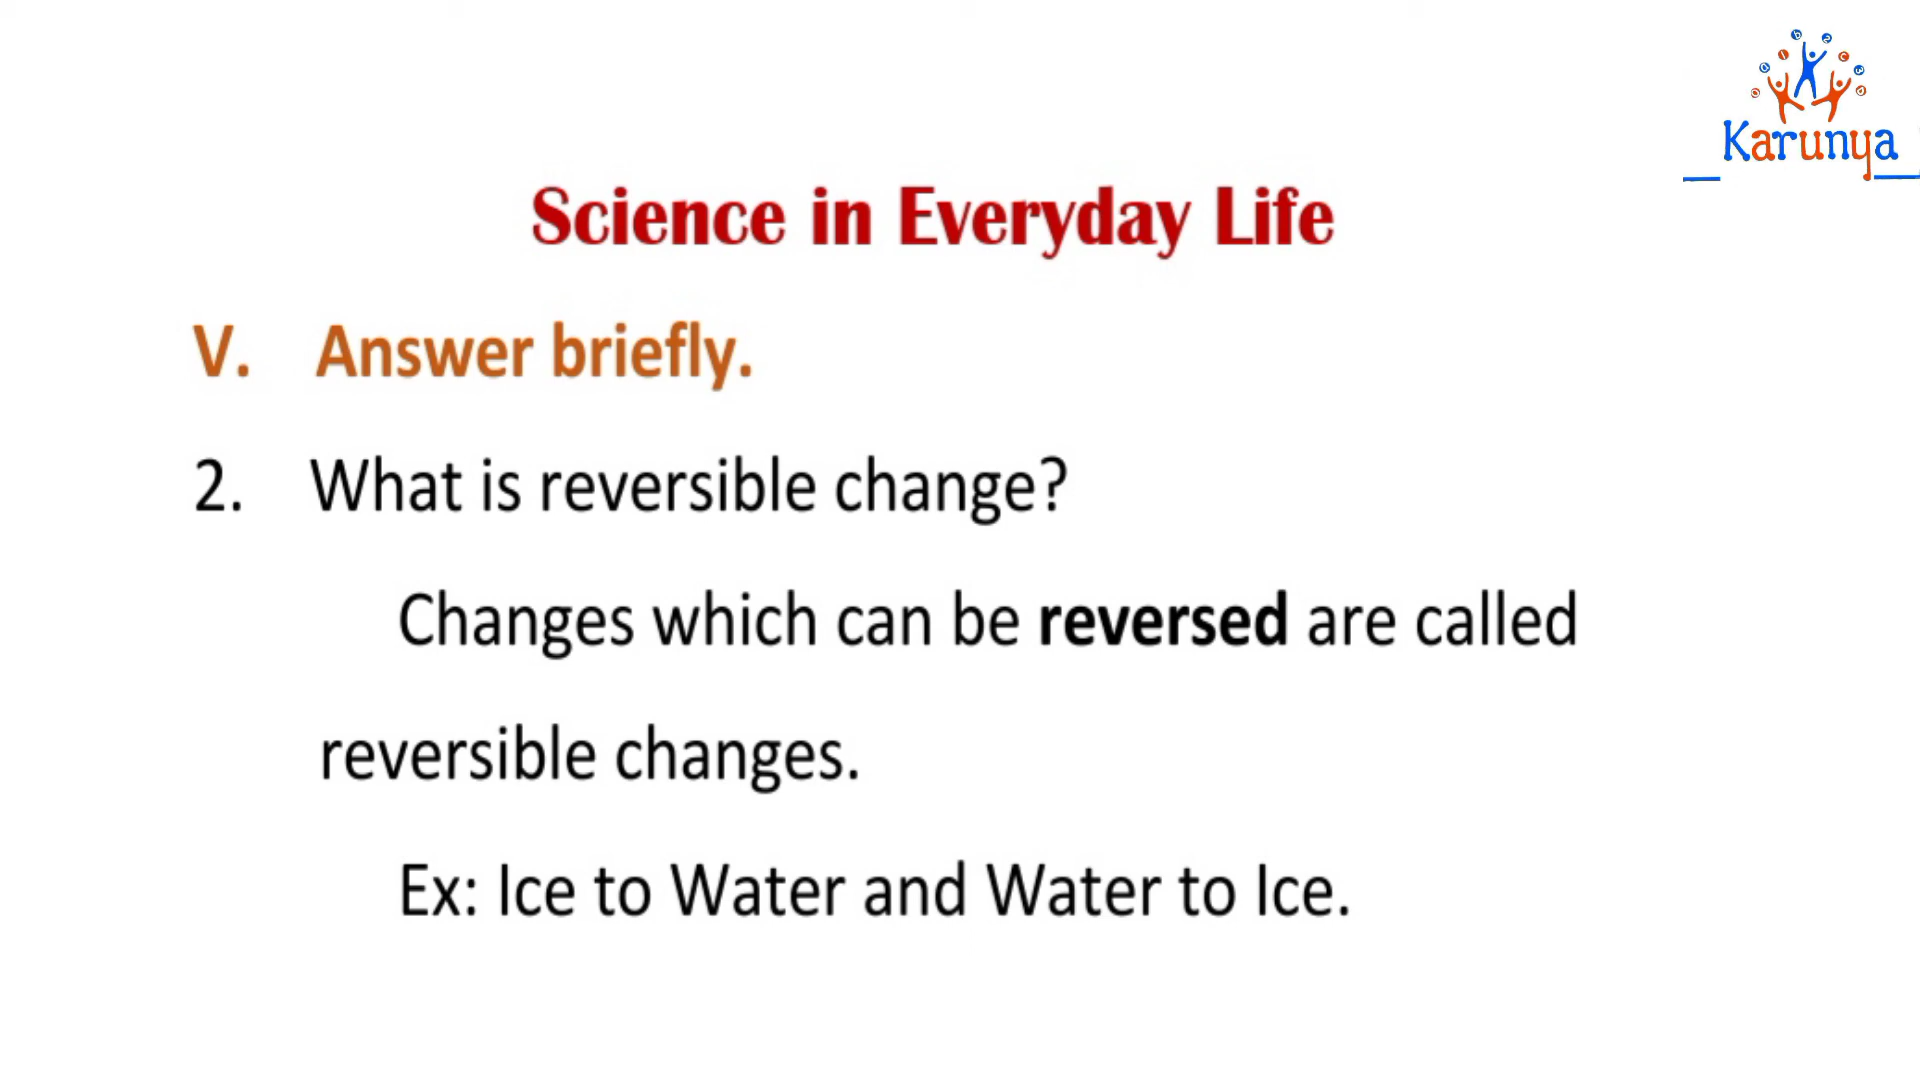 Karunya
Science in Everyday Life
V. Answer briefly.
2. What is reversible change?
Changes which can be reversed are called
reversible changes.
Ex: Ice to Water and Water to Ice.